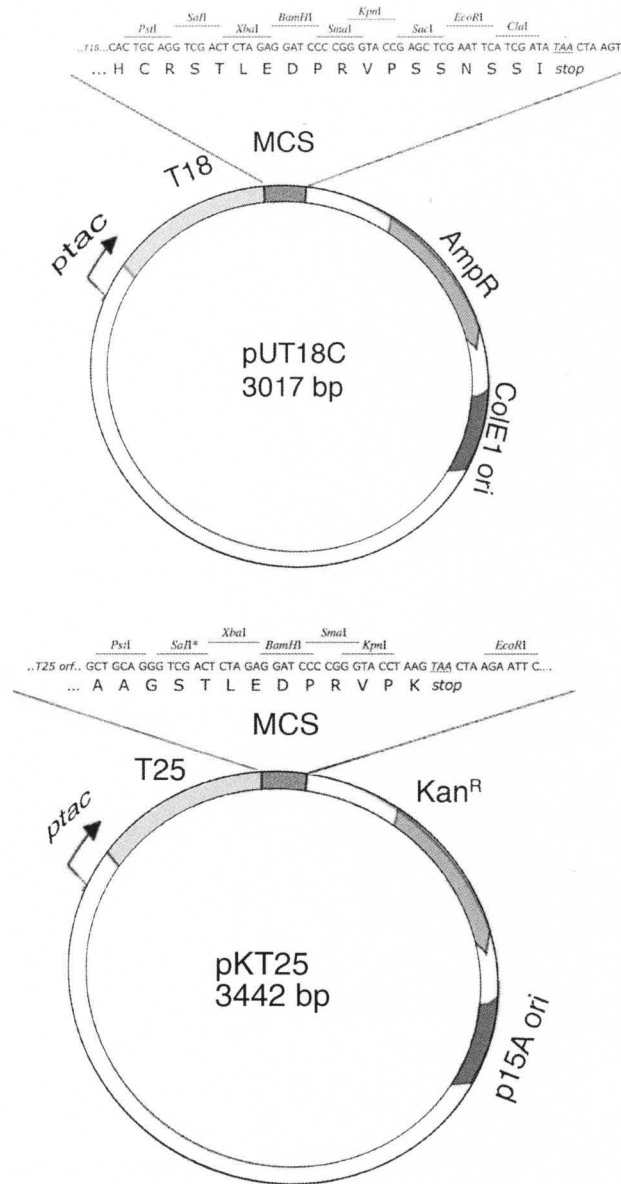 PstI SalI XbaI BamHI SmaI KpnI SacI EcoRI ClaI
..T18...CAC TGC AGG TCG ACT CTA GAG GAT CCC CGG GTA CCG AGC TCG AAT TCA TCG ATA TAA CTA AGT
... H C R S T L E D P R V P S S N S S I stop
MCS
T18
ptac
AmpR
pUT18C
3017 bp
ColE1 ori
PstI SalI* XbaI BamHI SmaI KpnI EcoRI
..T25 orf.. GCT GCA GGG TCG ACT CTA GAG GAT CCC CGG GTA CCT AAG TAA CTA AGA ATT C....
... A A G S T L E D P R V P K stop
MCS
T25
ptac
Kanᴿ
pKT25
3442 bp
p15A ori